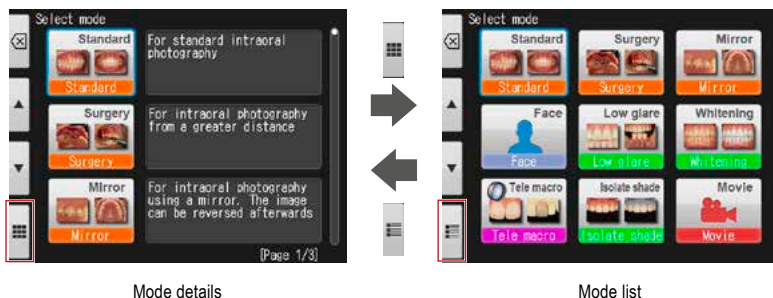 Select mode
Standard
Standard
For standard intraoral
photography
Surgery
Surgery
For intraoral photography
from a greater distance
Mirror
Mirror
For intraoral photography
using a mirror. The image
can be reversed afterwards
[Page 1/3]
Mode details
Select mode
Standard
Standard
Surgery
Surgery
Mirror
Mirror
Face
Face
Low glare
Low glare
Whitening
Whitening
Tele macro
Tele macro
Isolate shade
Isolate shade
Movie
Movie
Mode list